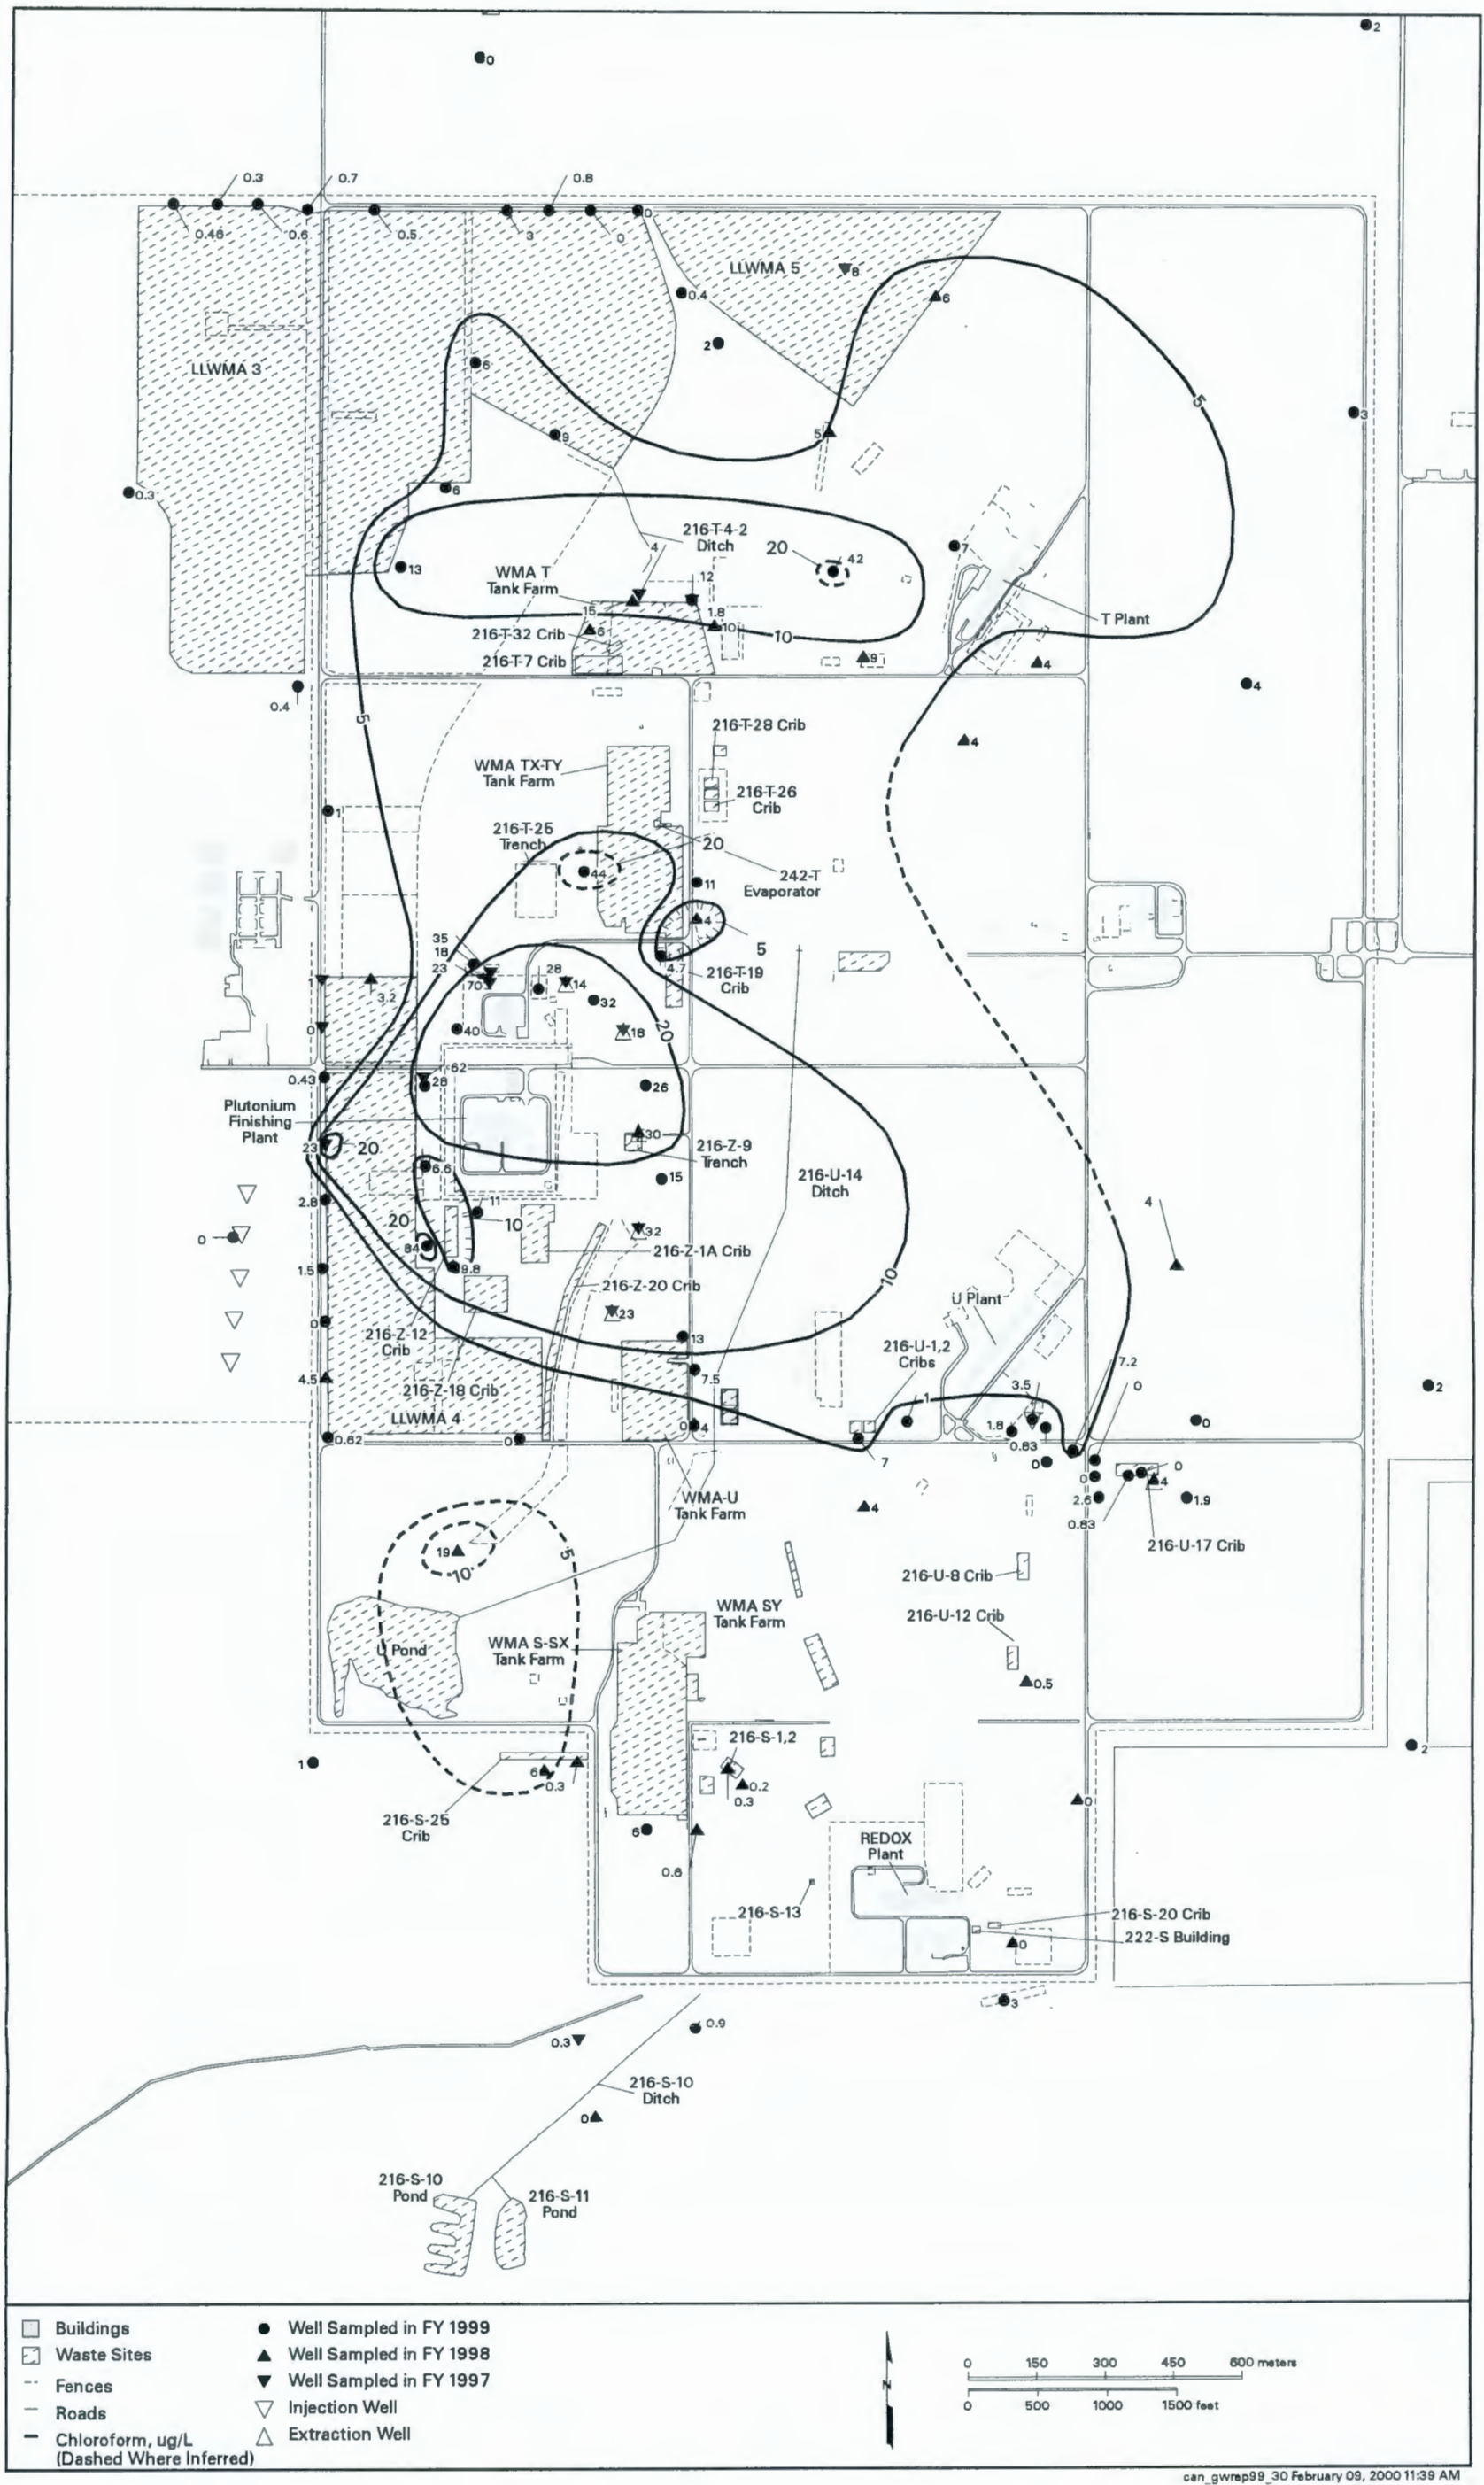 0
2
0.3
0.7
0.8
0.46
0.6
0.5
3
0
0
LLWMA 5
8
0.4
6
2
LLWMA 3
6
5
3
9
5
6
0.3
216-T-4-2
Ditch
20
42
4
7
13
WMA T
Tank Farm
12
15
1.8
T Plant
216-T-32 Crib
6
10
10
216-T-7 Crib
9
4
4
0.4
5
216-T-28 Crib
4
WMA TX-TY
Tank Farm
216-T-26
Crib
1
216-T-25
Trench
20
242-T
Evaporator
44
11
4
5
35
18
23
28
4.7
216-T-19
Crib
1
3.2
70
14
32
0
40
18
20
62
0.43
28
26
Plutonium
Finishing
Plant
23
20
30
216-Z-9
Trench
6.6
15
216-U-14
Ditch
2.8
11
4
20
10
0
32
84
216-Z-1A Crib
1.5
9.8
10
216-Z-20 Crib
U Plant
23
0
216-Z-12
Crib
13
216-U-1,2
Cribs
7.2
4.5
7.5
3.5
0
2
216-Z-18 Crib
1
LLWMA 4
0
4
1.8
0
0.62
0
0.83
7
0
0
0
4
2.6
1.9
WMA-U
Tank Farm
4
0.83
216-U-17 Crib
19
5
10
216-U-8 Crib
WMA SY
Tank Farm
216-U-12 Crib
U Pond
WMA S-SX
Tank Farm
0.5
216-S-1,2
2
1
6
0.3
0.2
0.3
0
216-S-25
Crib
6
REDOX
Plant
0.6
216-S-13
216-S-20 Crib
222-S Building
0
3
0.9
0.3
216-S-10
Ditch
0
216-S-10
Pond
216-S-11
Pond
Buildings
Waste Sites
Fences
Roads
Chloroform, ug/L
(Dashed Where Inferred)
Well Sampled in FY 1999
Well Sampled in FY 1998
Well Sampled in FY 1997
Injection Well
Extraction Well
N
0 150 300 450 600 meters
0 500 1000 1500 feet
can_gwrep99_30 February 09, 2000 11:39 AM